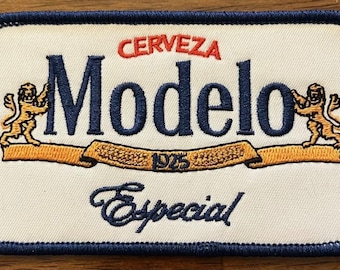 CERVEZA
Modelo
1925
Especial